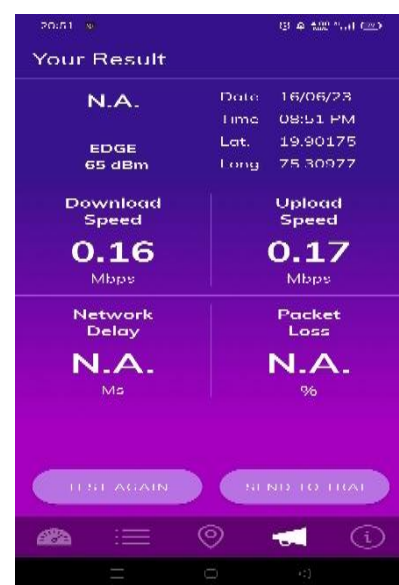 20:51
Your Result
N.A.
Date 16/06/23
Time 08:51 PM
EDGE
65 dBm
Lat. 19.90175
Long 75.30977
Download
Speed
0.16
Mbps
Upload
Speed
0.17
Mbps
Network
Delay
N.A.
Ms
Packet
Loss
N.A.
%
TEST AGAIN
SEND TO TRAI